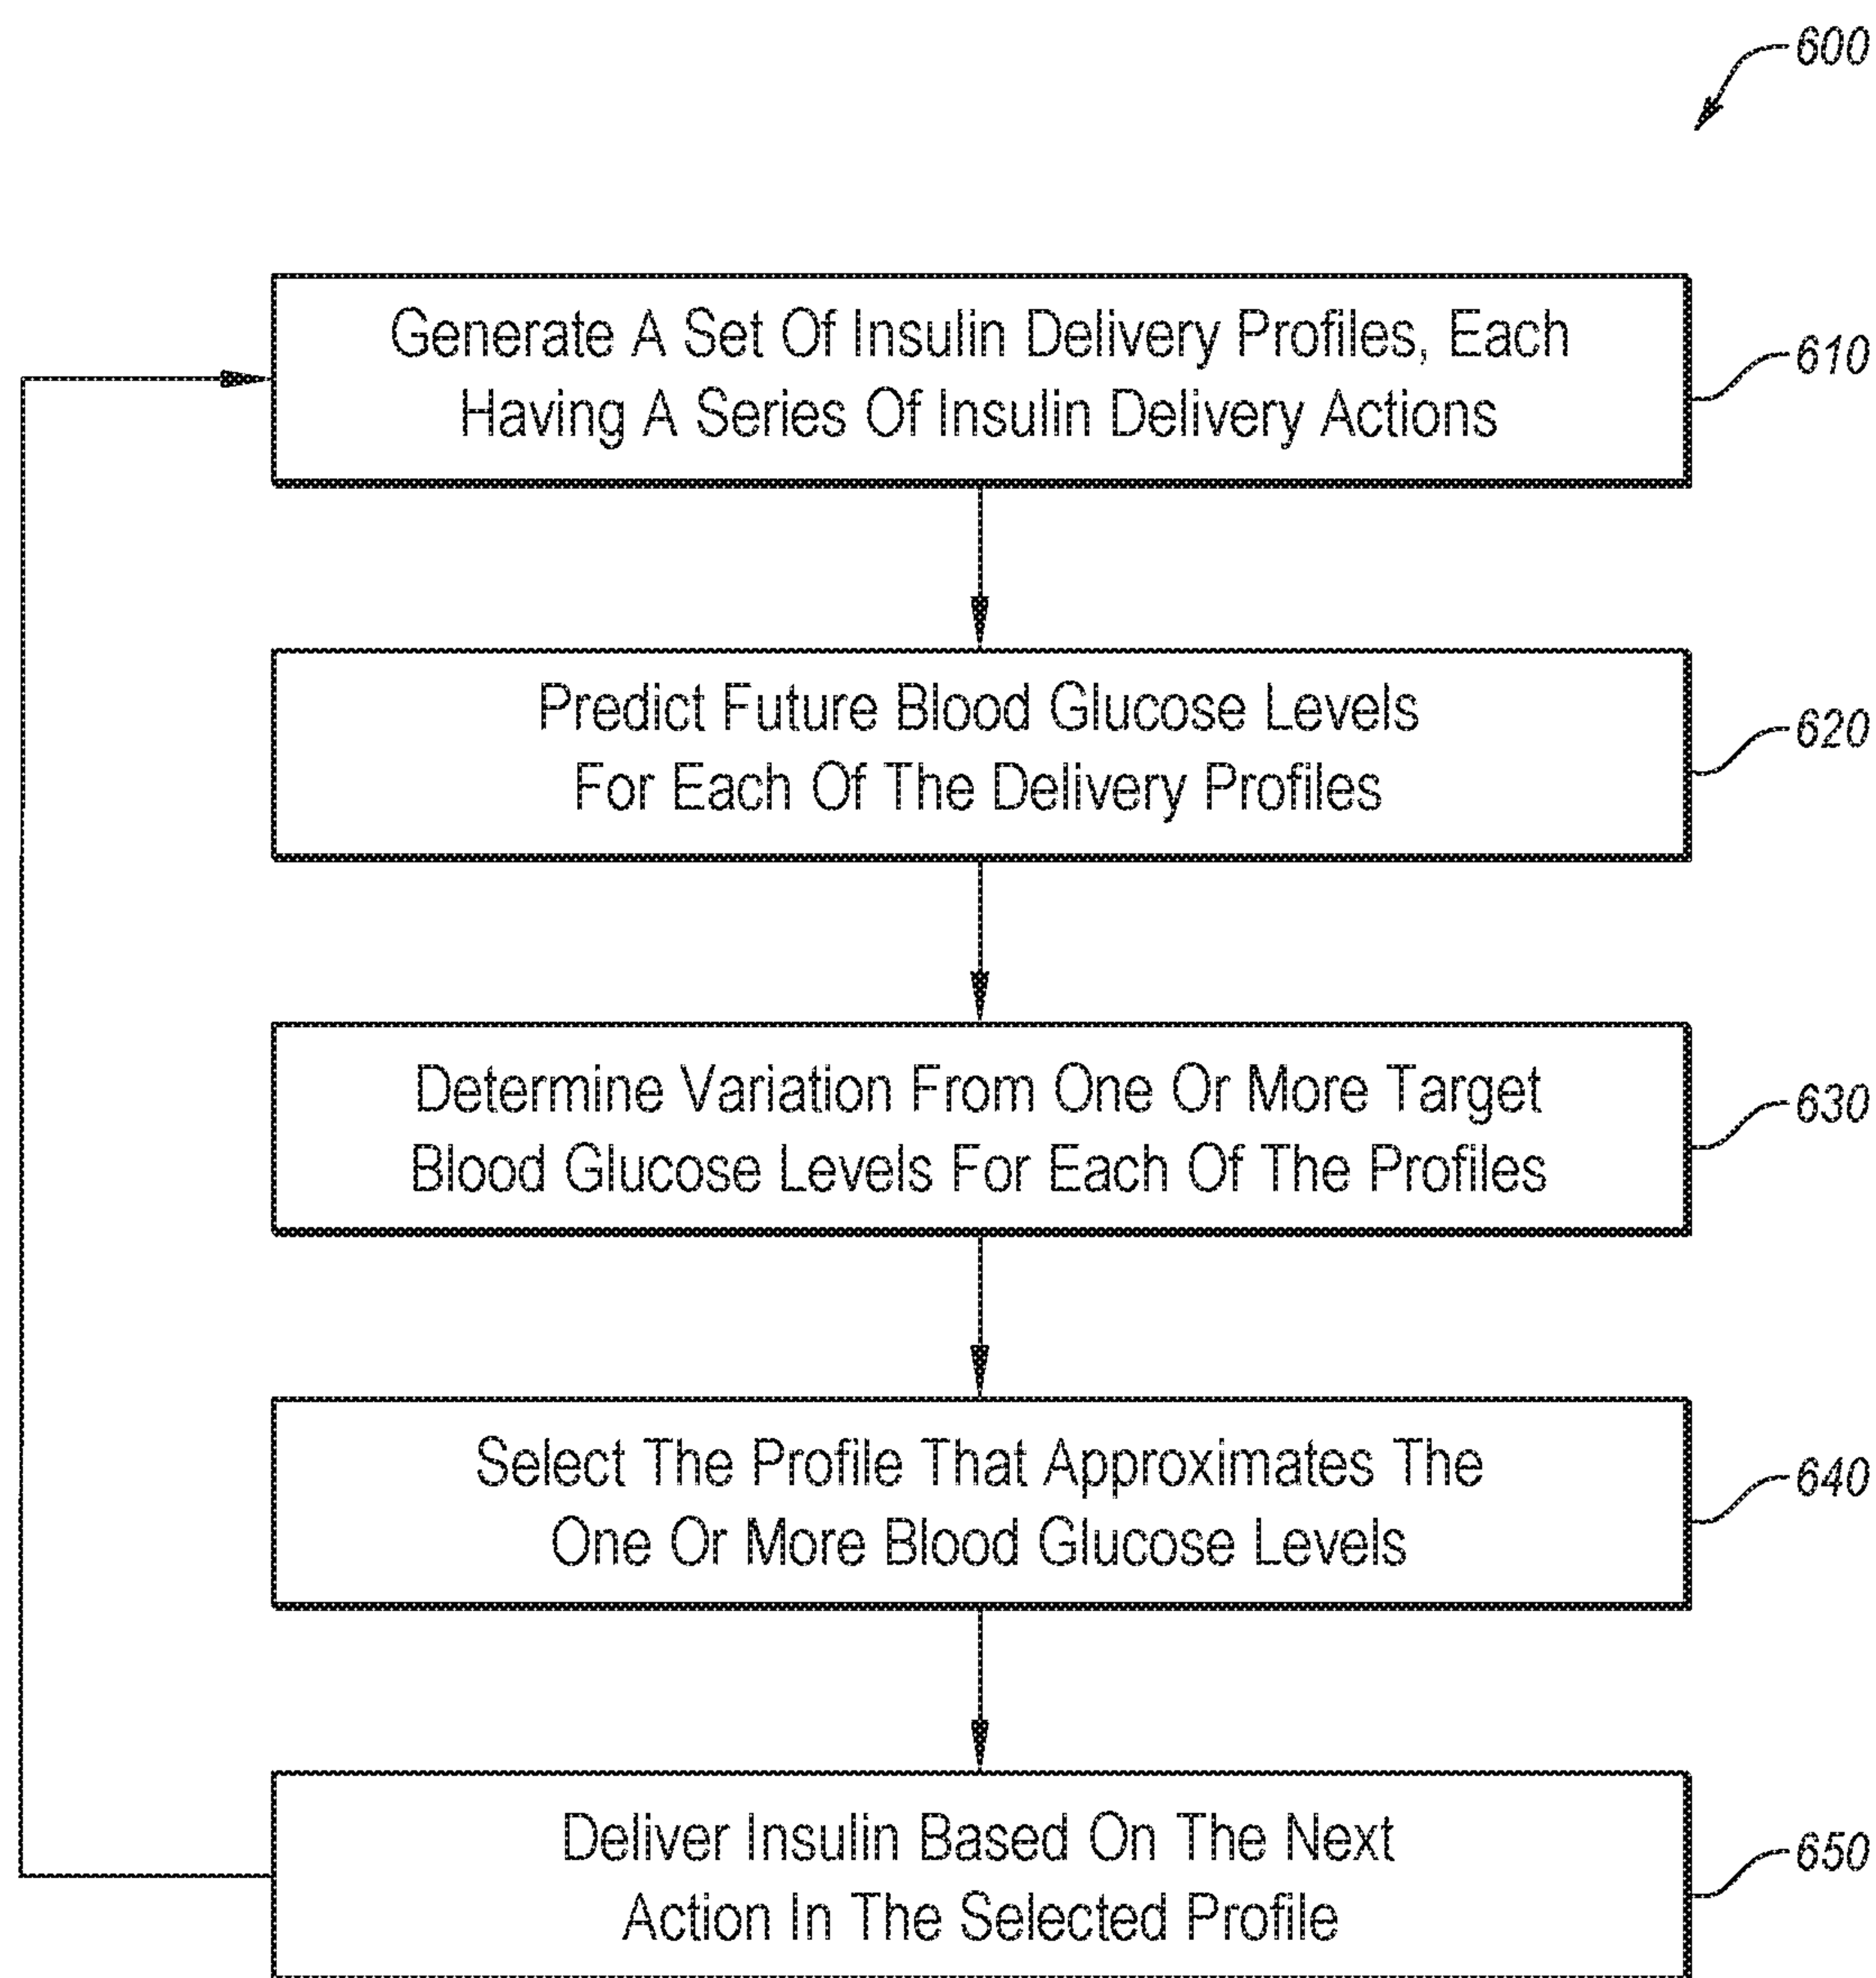 600
Generate A Set Of Insulin Delivery Profiles, Each
Having A Series Of Insulin Delivery Actions
610
Predict Future Blood Glucose Levels
For Each Of The Delivery Profiles
620
Determine Variation From One Or More Target
Blood Glucose Levels For Each Of The Profiles
630
Select The Profile That Approximates The
One Or More Blood Glucose Levels
640
Deliver Insulin Based On The Next
Action In The Selected Profile
650